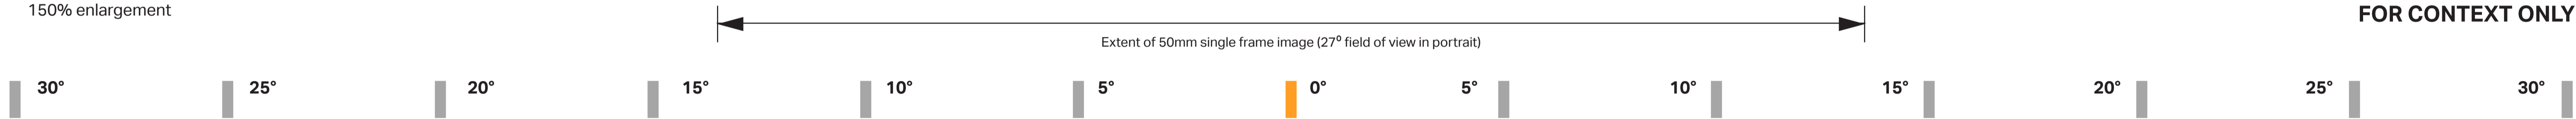 150% enlargement
FOR CONTEXT ONLY
Extent of 50mm single frame image (27° field of view in portrait)
30° 25° 20° 15° 10° 5° 0° 5° 10° 15° 20° 25° 30°